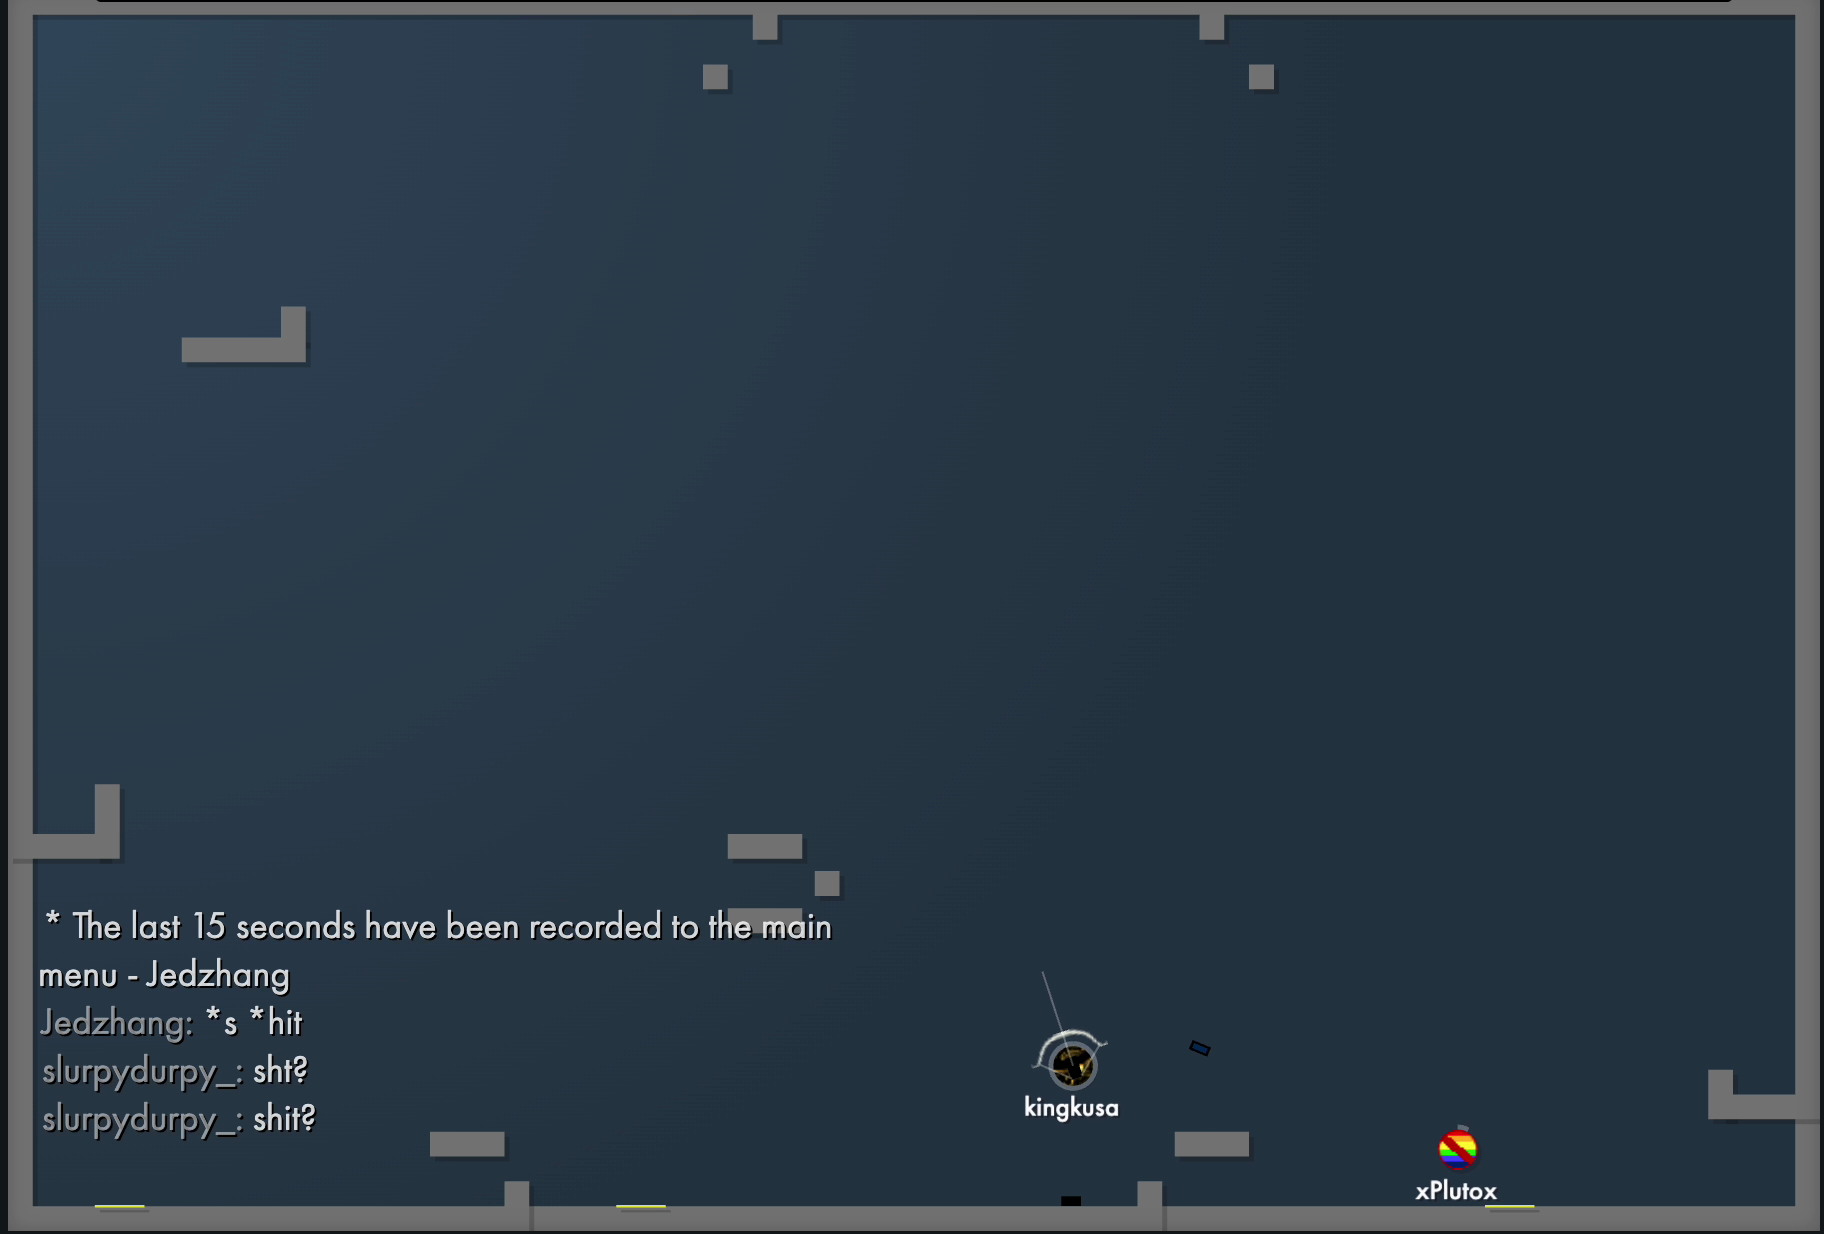 * The last 15 seconds have been recorded to the main
menu - Jedzhang
Jedzhang: *s *hit
slurpydurpy_: sht?
slurpydurpy_: shit?
kingkusa
xPlutox